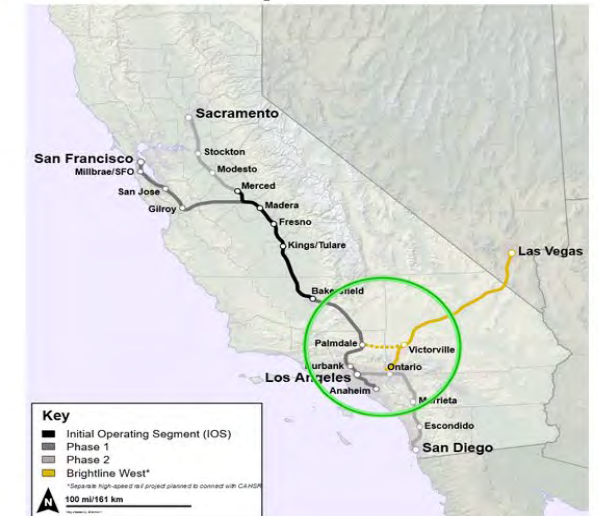 Sacramento
Stockton
San Francisco
Millbrae/SFO
Modesto
San Jose
Merced
Gilroy
Madera
Fresno
Kings/Tulare
Las Vegas
Bakersfield
Palmdale
Victorville
Burbank
Ontario
Los Angeles
Anaheim
Murrieta
Escondido
San Diego
Key
Initial Operating Segment (IOS)
Phase 1
Phase 2
Brightline West*
*Separate high-speed rail project planned to connect with CAHSR
N
100 mi/161 km